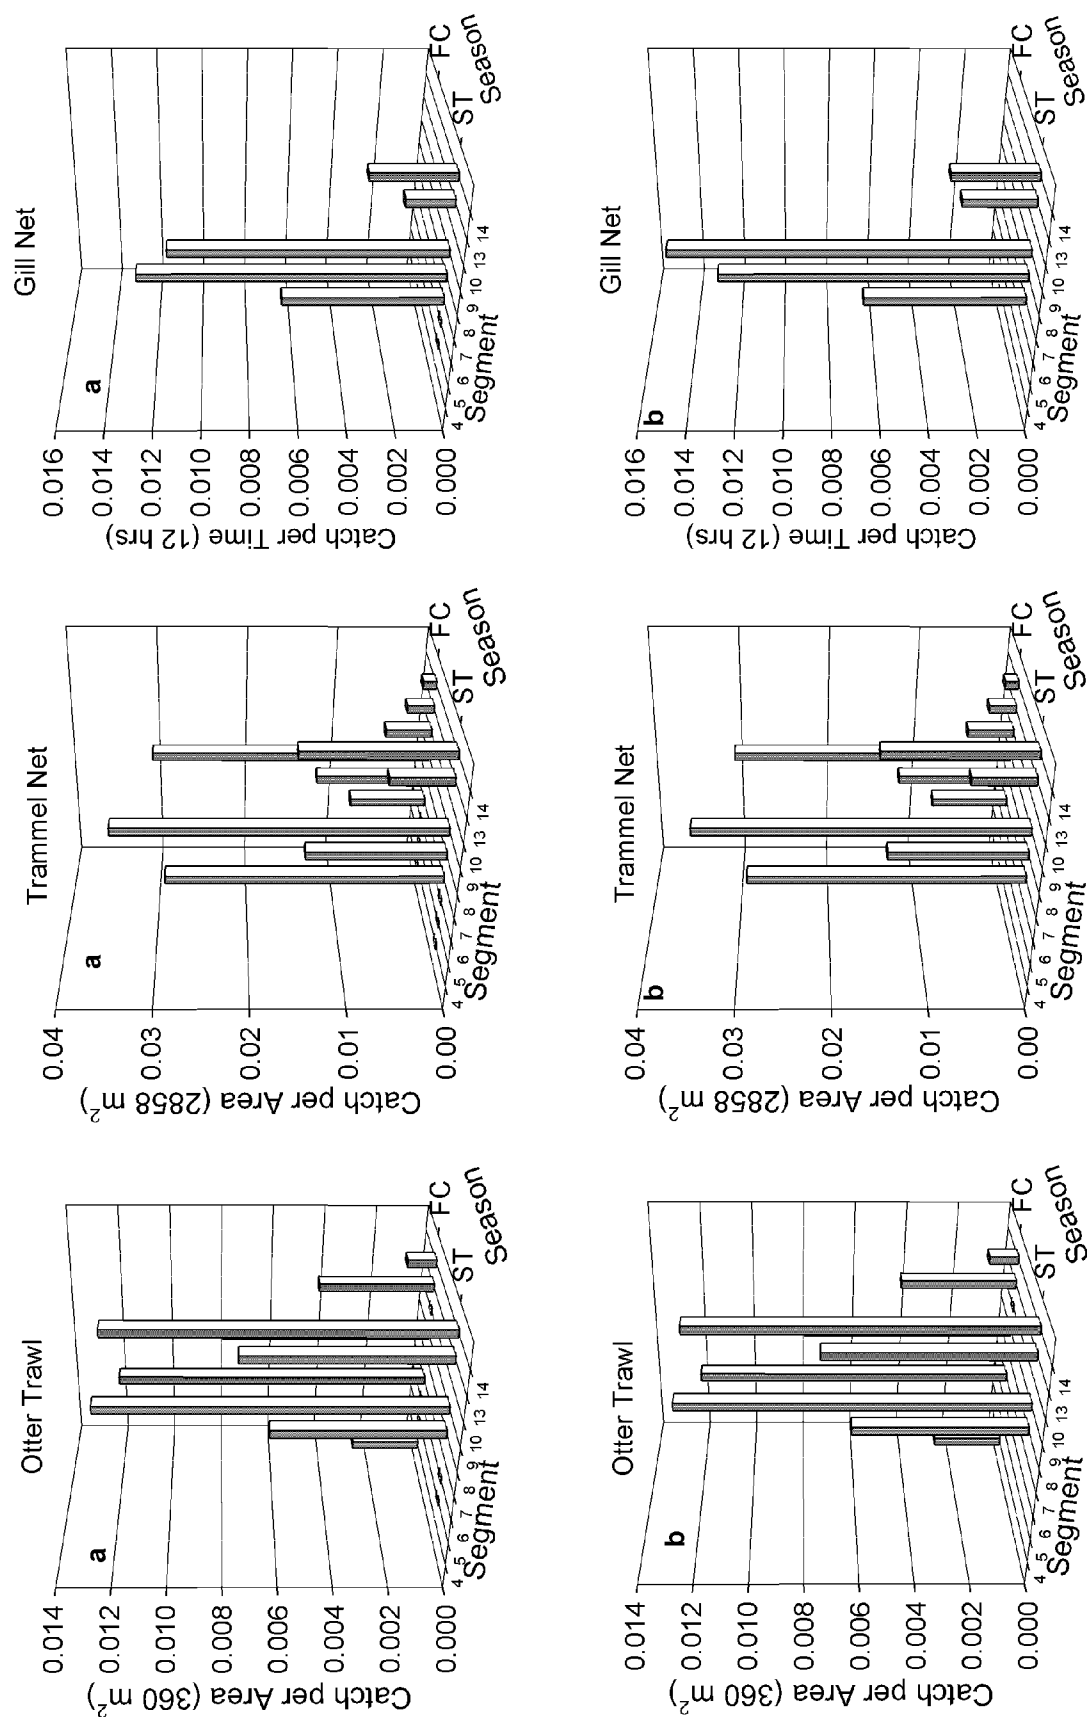 Otter Trawl
a
0.014
0.012
0.010
0.008
0.006
0.004
0.002
0.000
Catch per Area (360 m²)
4 5 6 7 8 9 10 13 14
Segment
ST FC
Season
Trammel Net
a
0.04
0.03
0.02
0.01
0.00
Catch per Area (2858 m²)
4 5 6 7 8 9 10 13 14
Segment
ST FC
Season
Gill Net
a
0.016
0.014
0.012
0.010
0.008
0.006
0.004
0.002
0.000
Catch per Time (12 hrs)
4 5 6 7 8 9 10 13 14
Segment
ST FC
Season
Otter Trawl
b
0.014
0.012
0.010
0.008
0.006
0.004
0.002
0.000
Catch per Area (360 m²)
4 5 6 7 8 9 10 13 14
Segment
ST FC
Season
Trammel Net
b
0.04
0.03
0.02
0.01
0.00
Catch per Area (2858 m²)
4 5 6 7 8 9 10 13 14
Segment
ST FC
Season
Gill Net
b
0.016
0.014
0.012
0.010
0.008
0.006
0.004
0.002
0.000
Catch per Time (12 hrs)
4 5 6 7 8 9 10 13 14
Segment
ST FC
Season